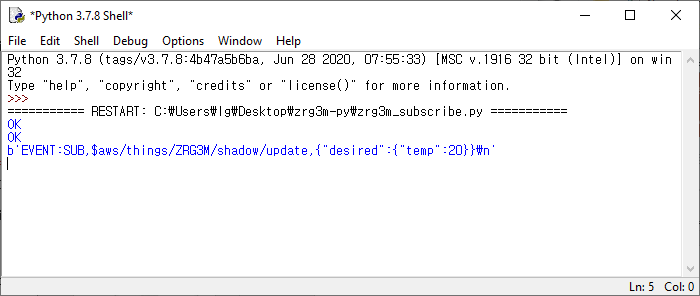 *Python 3.7.8 Shell*
File Edit Shell Debug Options Window Help
Python 3.7.8 (tags/v3.7.8:4b47a5b6ba, Jun 28 2020, 07:55:33) [MSC v.1916 32 bit (Intel)] on win
32
Type "help", "copyright", "credits" or "license()" for more information.
>>>
=========== RESTART: C:₩Users₩lg₩Desktop₩zrg3m-py₩zrg3m_subscribe.py ===========
OK
OK
b'EVENT:SUB,$aws/things/ZRG3M/shadow/update,{"desired":{"temp":20}}₩n'
Ln: 5 Col: 0